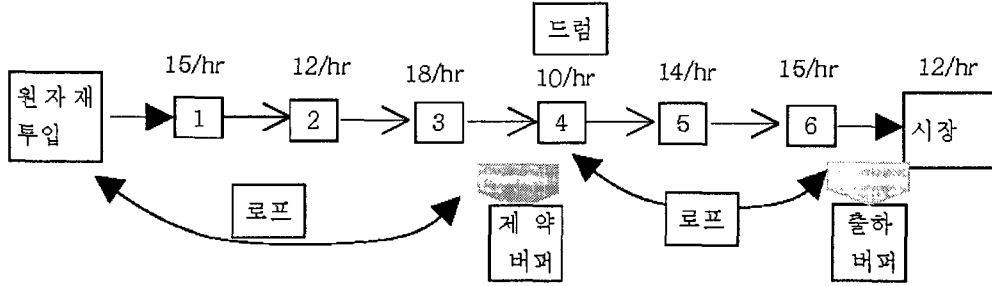 드럼
15/hr
12/hr
18/hr
10/hr
14/hr
15/hr
12/hr
원자재
투입
1
2
3
4
5
6
시장
로프
제약
버퍼
로프
출하
버퍼